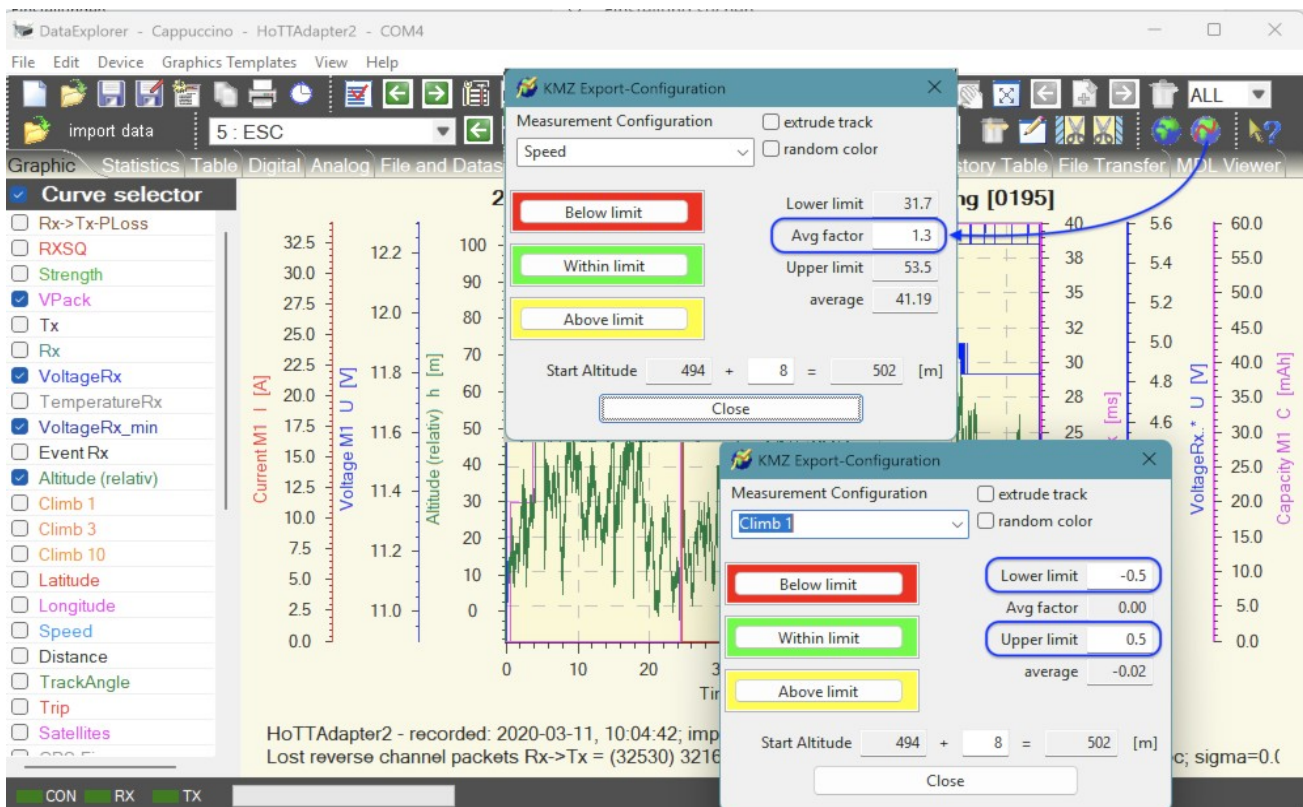 DataExplorer - Cappuccino - HoTTAdapter2 - COM4
File Edit Device Graphics Templates View Help
ALL
import data
5 : ESC
Graphic Statistics Table Digital Analog File and Datas
story Table File Transfer MDL Viewer
Curve selector
Rx->Tx-PLoss
RXSQ
Strength
VPack
Tx
Rx
VoltageRx
TemperatureRx
VoltageRx_min
Event Rx
Altitude (relativ)
Climb 1
Climb 3
Climb 10
Latitude
Longitude
Speed
Distance
TrackAngle
Trip
Satellites
2
ng [0195]
Current M1 I [A]
32.5
30.0
27.5
25.0
22.5
20.0
17.5
15.0
12.5
10.0
7.5
5.0
2.5
0.0
Voltage M1 U [V]
12.2
12.0
11.8
11.6
11.4
11.2
11.0
Altitude (relativ) h [m]
100
90
80
70
60
50
40
30
20
10
0
0 10 20 3
Tir
40
38
35
32
30
28
25
[ms]
5.6
5.4
5.2
5.0
4.8
4.6
VoltageRx..* U [V]
60.0
55.0
50.0
45.0
40.0
35.0
30.0
25.0
20.0
15.0
10.0
5.0
0.0
Capacity M1 C [mAh]
KMZ Export-Configuration
Measurement Configuration
extrude track
Speed
random color
Below limit
Lower limit 31.7
Avg factor 1.3
Within limit
Upper limit 53.5
average 41.19
Above limit
Start Altitude 494 + 8 = 502 [m]
Close
KMZ Export-Configuration
Measurement Configuration
extrude track
Climb 1
random color
Below limit
Lower limit -0.5
Avg factor 0.00
Within limit
Upper limit 0.5
average -0.02
Above limit
Start Altitude 494 + 8 = 502 [m]
Close
HoTTAdapter2 - recorded: 2020-03-11, 10:04:42; imp
Lost reverse channel packets Rx->Tx = (32530) 3216
c; sigma=0.(
CON RX TX